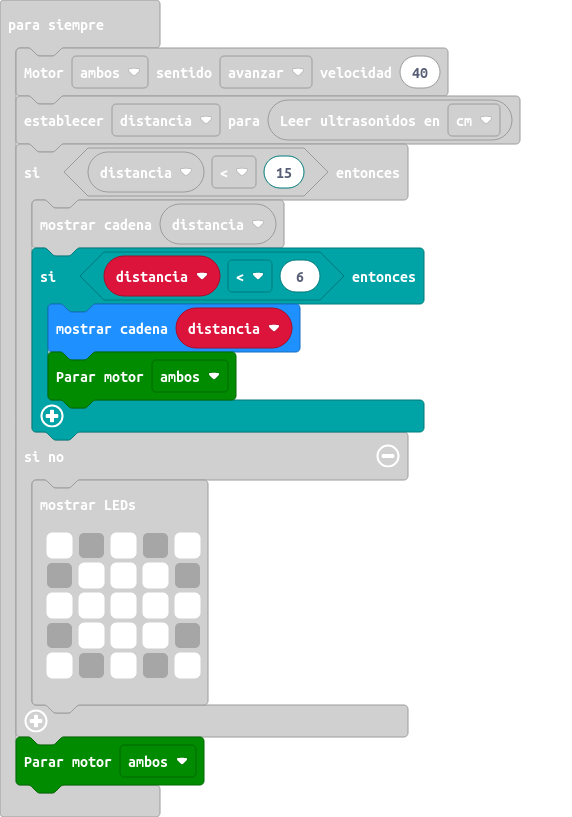 para siempre
Motor ambos sentido avanzar velocidad 40
establecer distancia para Leer ultrasonidos en cm
si distancia < 15 entonces
mostrar cadena distancia
si distancia < 6 entonces
mostrar cadena distancia
Parar motor ambos
si no
mostrar LEDs
Parar motor ambos